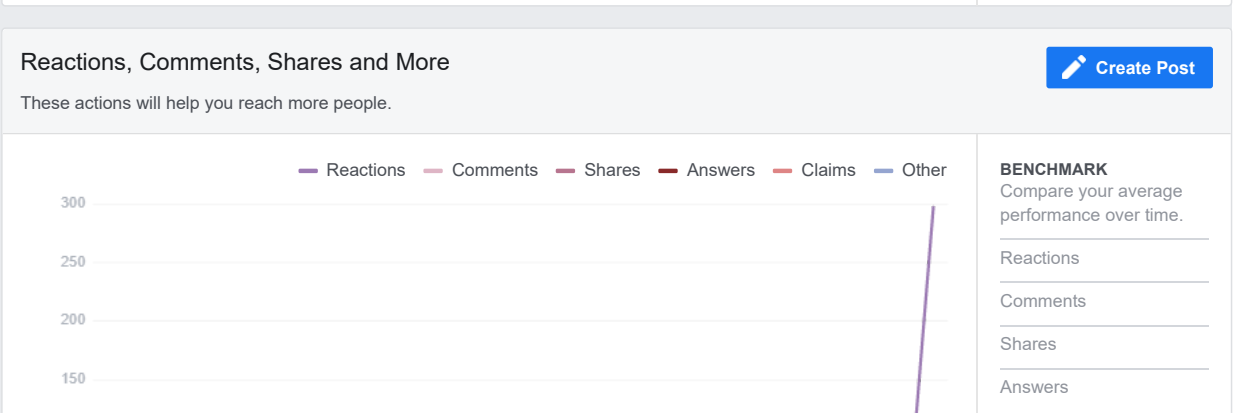 Reactions, Comments, Shares and More
Create Post
These actions will help you reach more people.
Reactions Comments Shares Answers Claims Other
300
250
200
150
BENCHMARK
Compare your average
performance over time.
Reactions
Comments
Shares
Answers